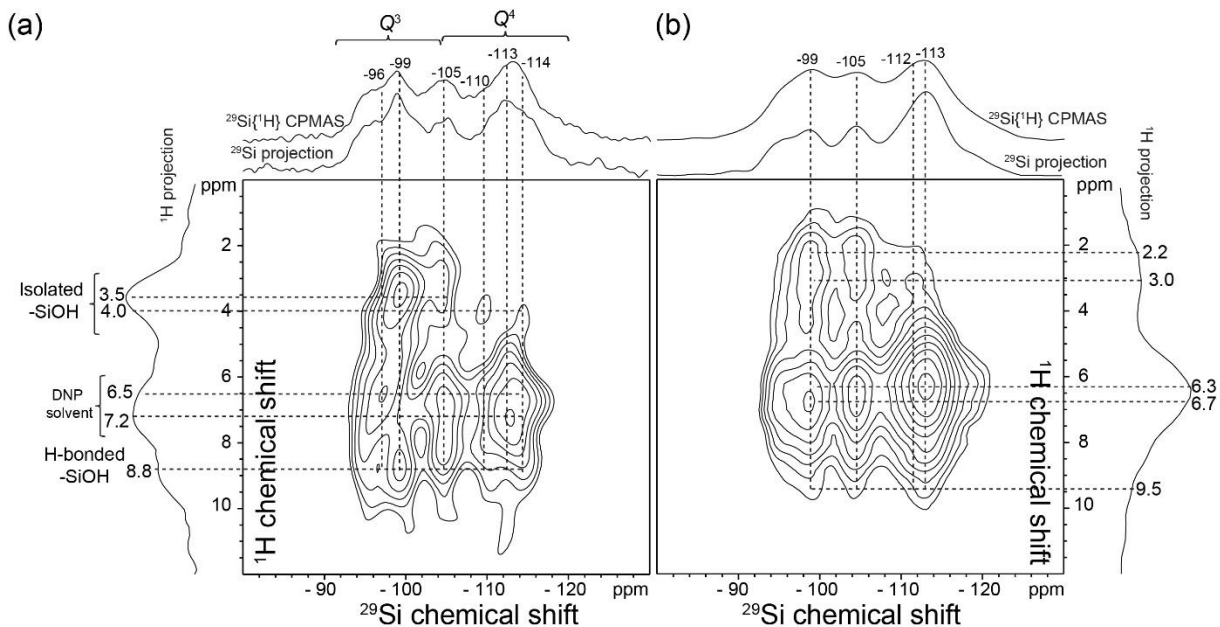 (a)
Q³
Q⁴
-96
-99
-105
-110
-113
-114
²⁹Si{¹H} CPMAS
²⁹Si projection
¹H projection
ppm
2
4
6
8
10
Isolated
-SiOH
3.5
4.0
DNP
solvent
6.5
7.2
H-bonded
-SiOH
8.8
¹H chemical shift
- 90
- 100
- 110
- 120
ppm
²⁹Si chemical shift
(b)
-99
-105
-112
-113
²⁹Si{¹H} CPMAS
²⁹Si projection
¹H projection
ppm
2
4
6
8
10
2.2
3.0
6.3
6.7
9.5
¹H chemical shift
- 90
- 100
- 110
- 120
ppm
²⁹Si chemical shift